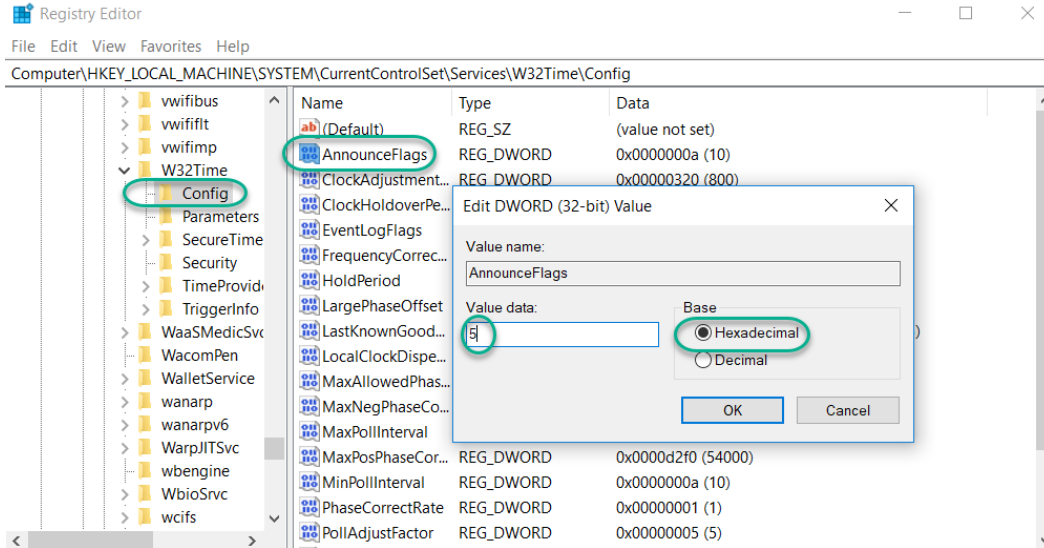 Registry Editor
File Edit View Favorites Help
Computer\HKEY_LOCAL_MACHINE\SYSTEM\CurrentControlSet\Services\W32Time\Config
vwifibus
vwififlt
vwifimp
W32Time
Config
Parameters
SecureTime
Security
TimeProvid
TriggerInfo
WaaSMedicSvc
WacomPen
WalletService
wanarp
wanarpv6
WarpJITSvc
wbengine
WbioSrvc
wcifs
Name Type Data
ab (Default) REG_SZ (value not set)
AnnounceFlags REG_DWORD 0x0000000a (10)
ClockAdjustment... REG_DWORD 0x00000320 (800)
ClockHoldoverPe...
EventLogFlags
FrequencyCorrec...
HoldPeriod
LargePhaseOffset
LastKnownGood... )
LocalClockDispe...
MaxAllowedPhas...
MaxNegPhaseCo...
MaxPollInterval
MaxPosPhaseCor... REG_DWORD 0x0000d2f0 (54000)
MinPollInterval REG_DWORD 0x0000000a (10)
PhaseCorrectRate REG_DWORD 0x00000001 (1)
PollAdjustFactor REG_DWORD 0x00000005 (5)
Edit DWORD (32-bit) Value
Value name:
AnnounceFlags
Value data:
5
Base
Hexadecimal
Decimal
OK Cancel